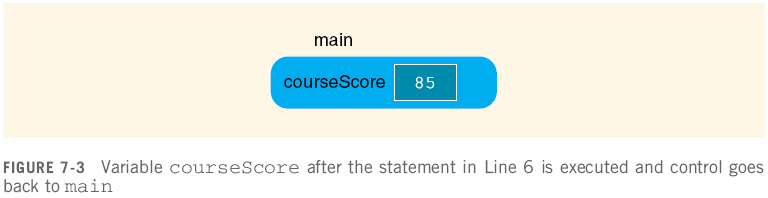 main
courseScore 85
FIGURE 7-3 Variable courseScore after the statement in Line 6 is executed and control goes
back to main